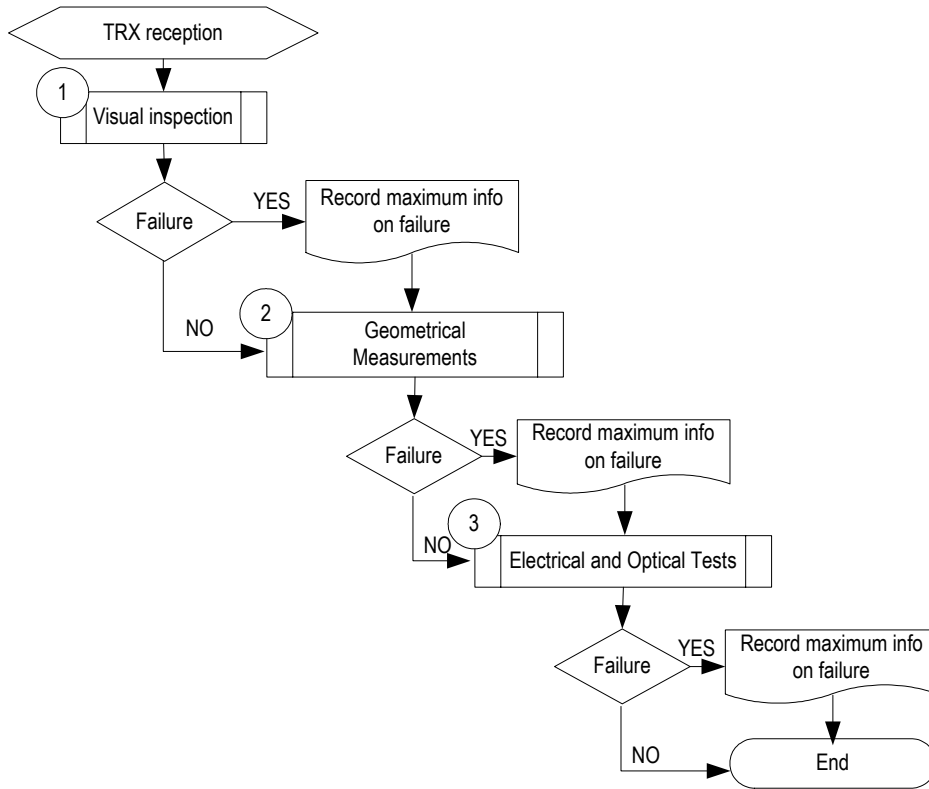 TRX reception
1
Visual inspection
Failure
YES
Record maximum info
on failure
NO
2
Geometrical
Measurements
Failure
YES
Record maximum info
on failure
NO
3
Electrical and Optical Tests
Failure
YES
Record maximum info
on failure
NO
End